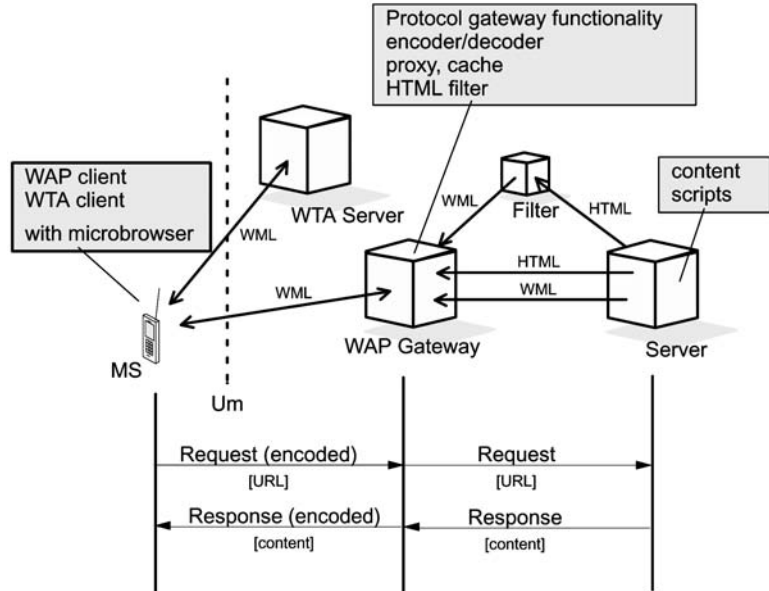 Protocol gateway functionality
encoder/decoder
proxy, cache
HTML filter
WAP client
WTA client
with microbrowser
WTA Server
WML
Filter
WML
HTML
content
scripts
HTML
WML
WML
WAP Gateway
Server
MS
Um
Request (encoded)
[URL]
Request
[URL]
Response (encoded)
[content]
Response
[content]